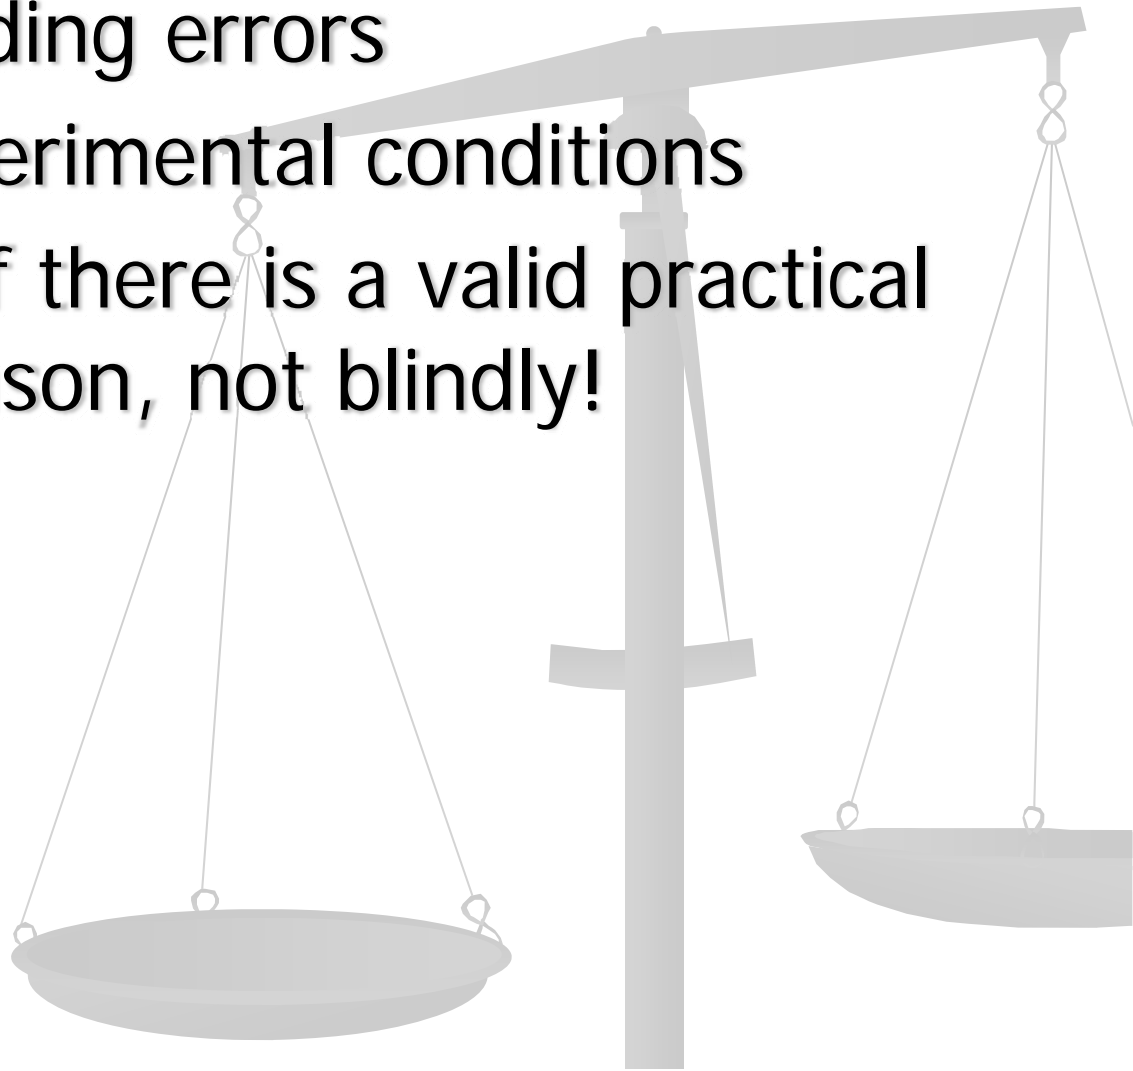 ding errors
erimental conditions
f there is a valid practical
son, not blindly!